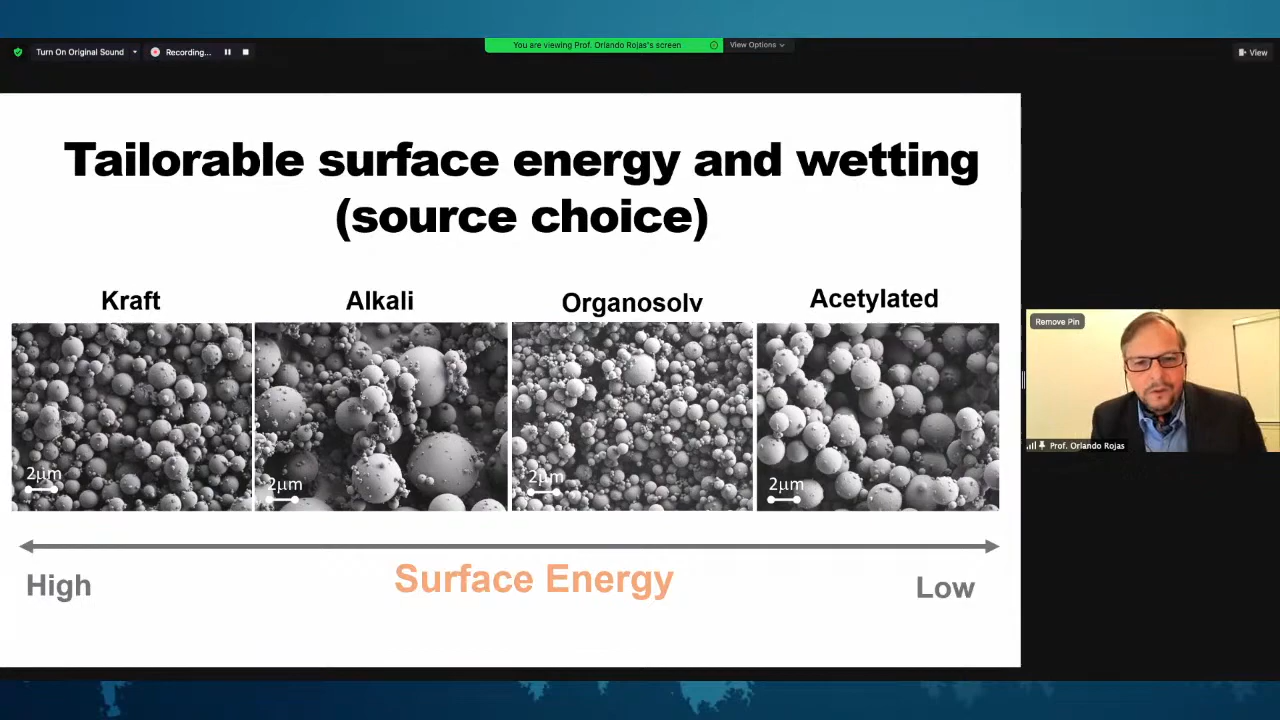 Turn On Original Sound
Recording...
You are viewing Prof. Orlando Rojas's screen
View Options
View
Tailorable surface energy and wetting
(source choice)
Kraft
Alkali
Organosolv
Acetylated
2μm
2μm
2μm
2μm
High
Surface Energy
Low
Remove Pin
Prof. Orlando Rojas